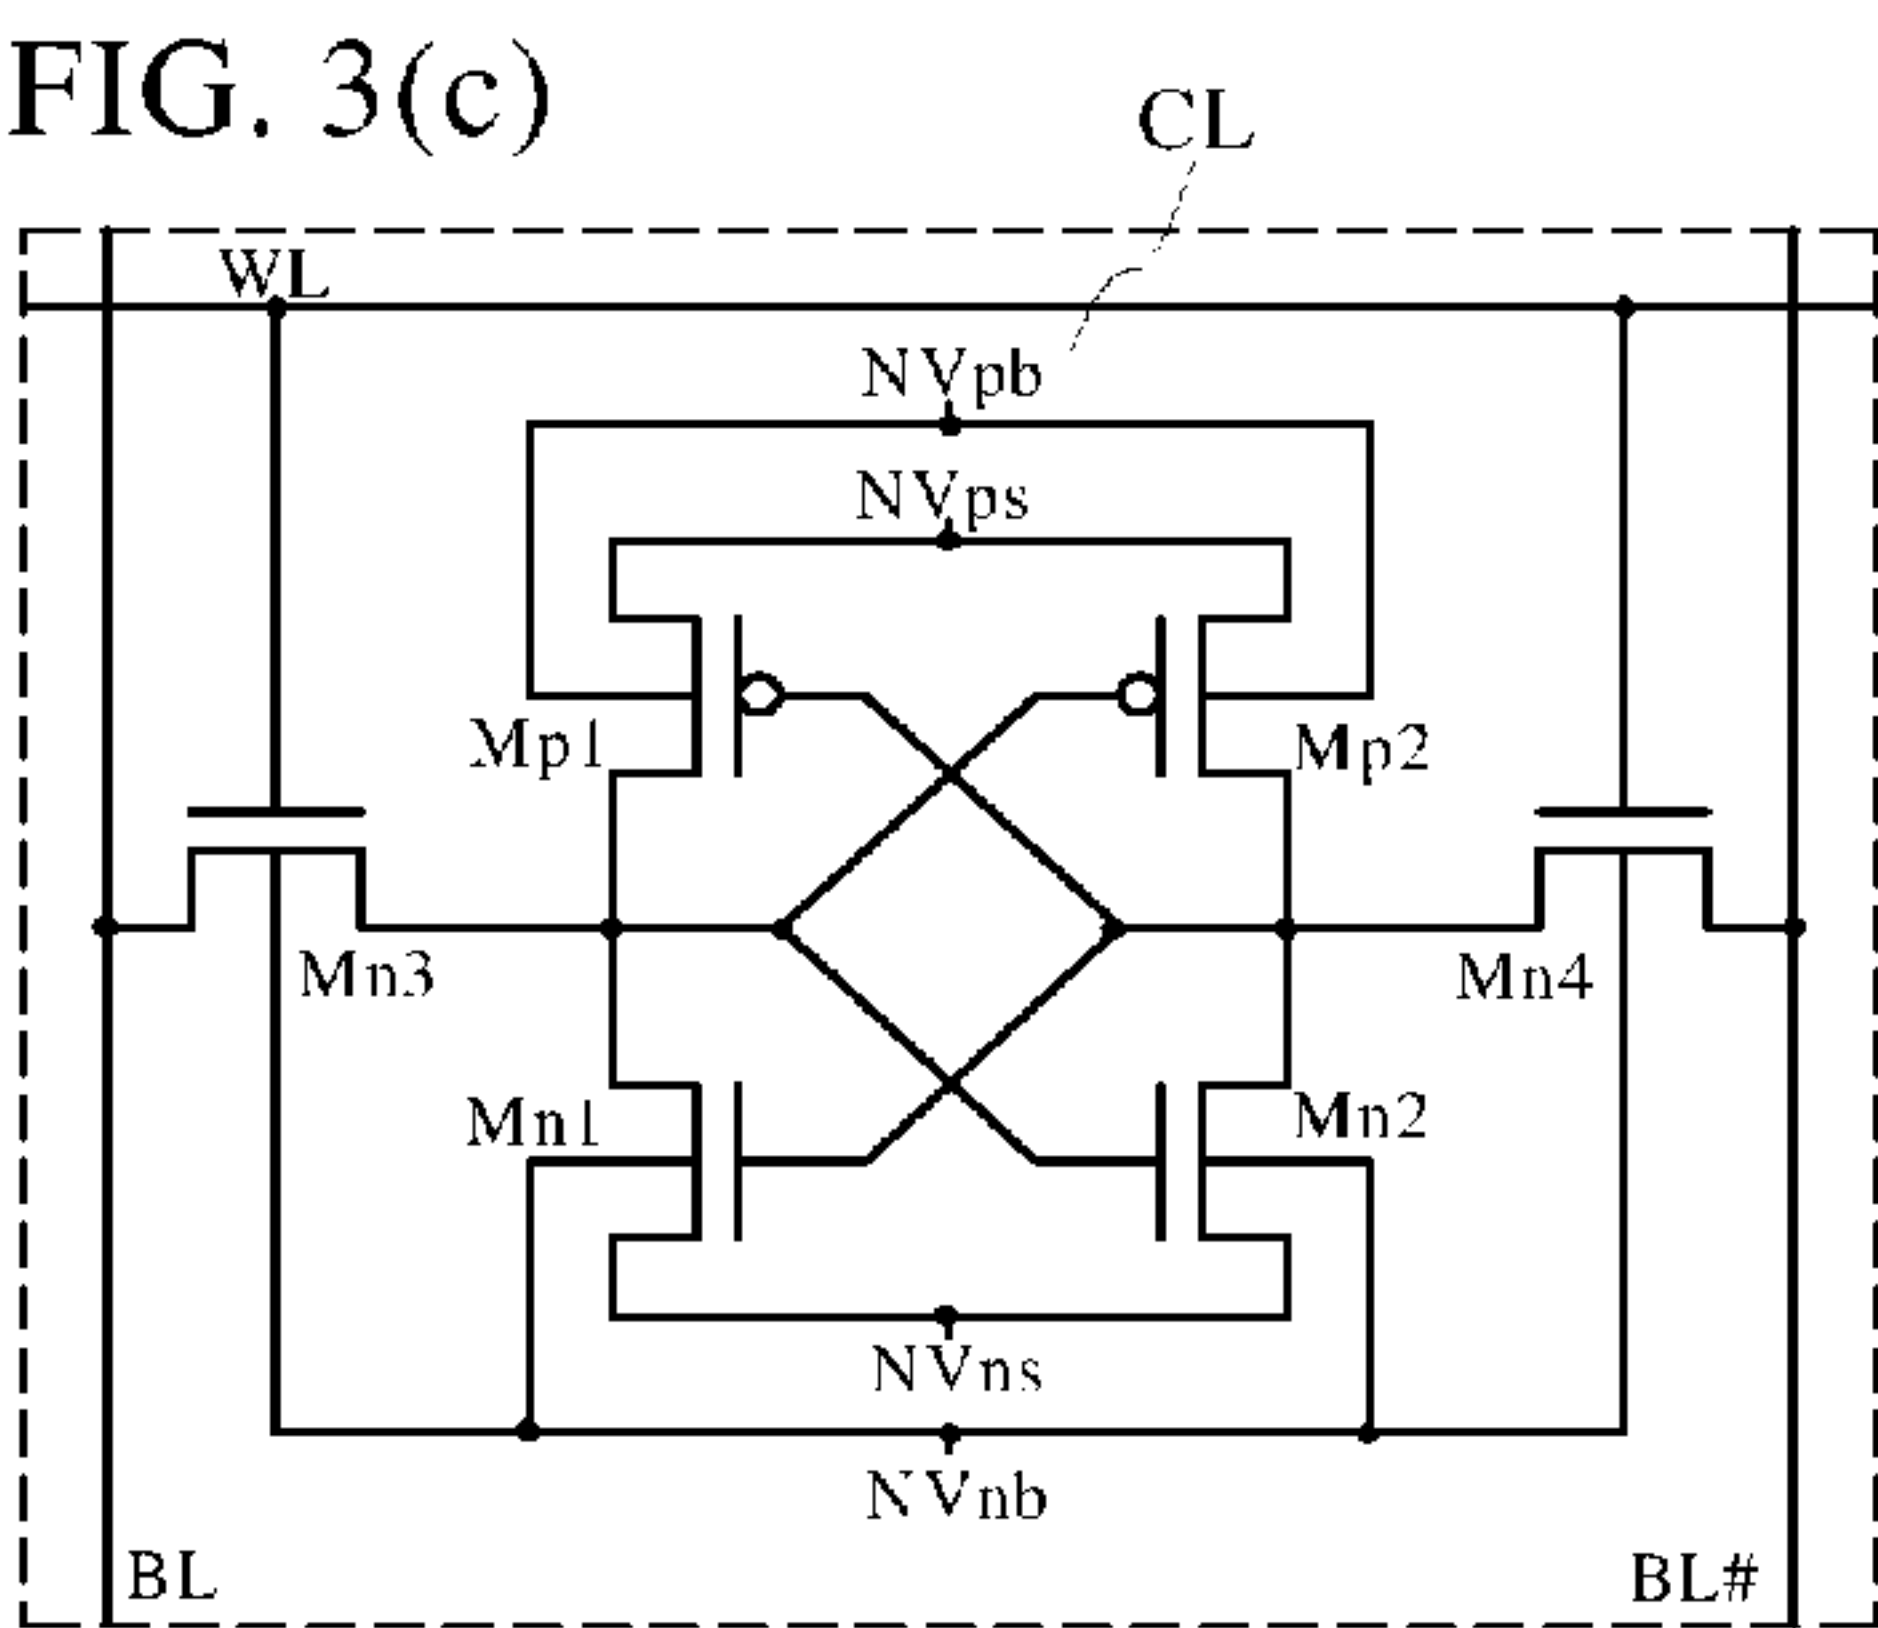 FIG. 3(c)
CL
WL
NVpb
NVps
Mp1
Mp2
Mn3
Mn4
Mn1
Mn2
NVns
NVnb
BL
BL#